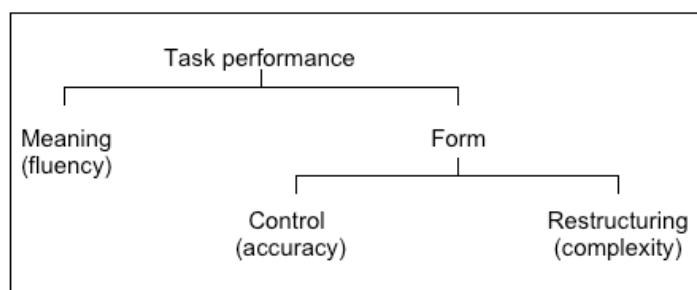 Task performance
Meaning
(fluency)
Form
Control
(accuracy)
Restructuring
(complexity)